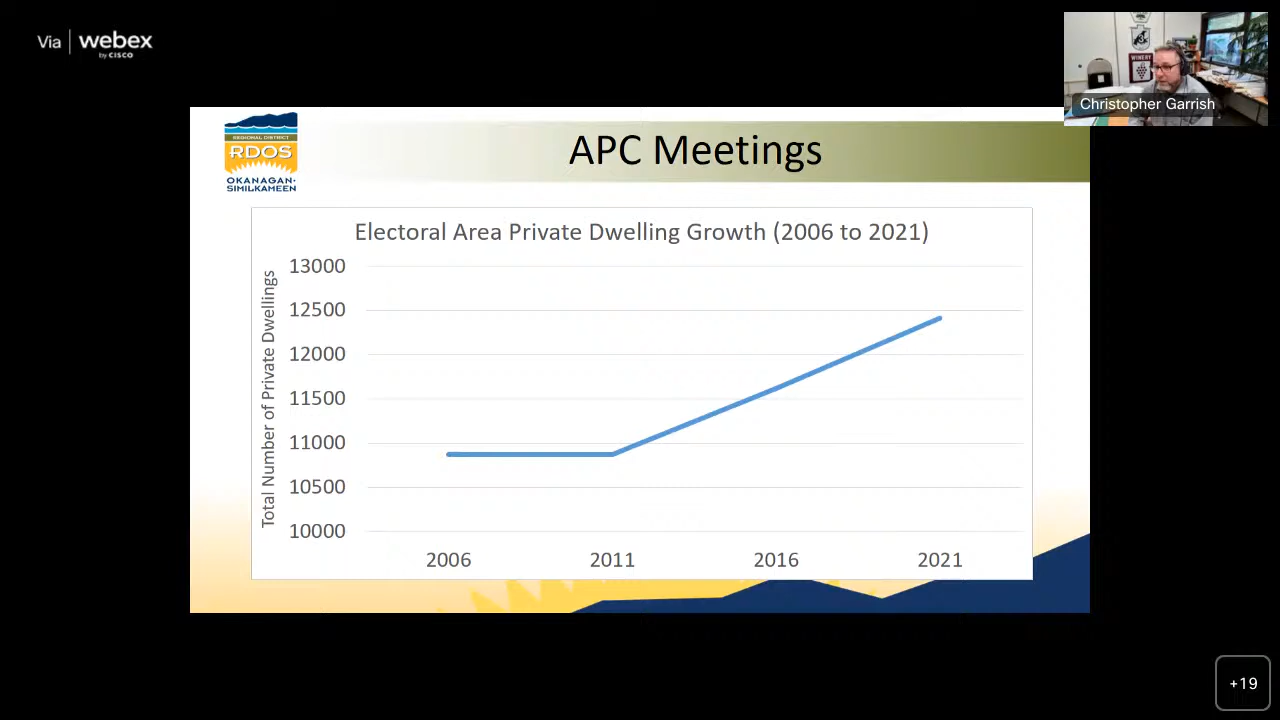 Via webex
by CISCO
WINERY
Christopher Garrish
REGIONAL DISTRICT
RDOS
OKANAGAN·
SIMILKAMEEN
APC Meetings
Electoral Area Private Dwelling Growth (2006 to 2021)
Total Number of Private Dwellings
13000
12500
12000
11500
11000
10500
10000
2006 2011 2016 2021
+19